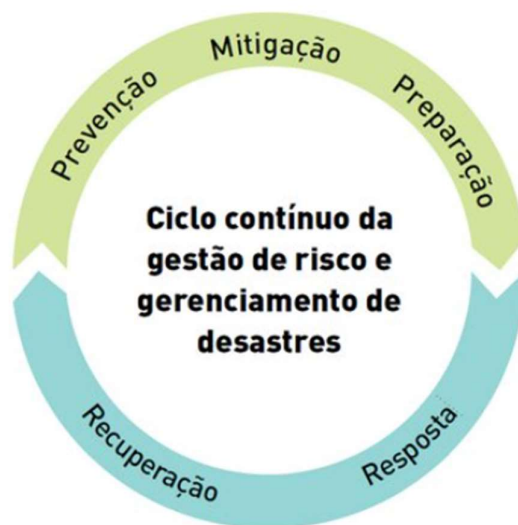 Prevenção
Mitigação
Preparação
Ciclo contínuo da
gestão de risco e
gerenciamento de
desastres
Resposta
Recuperação